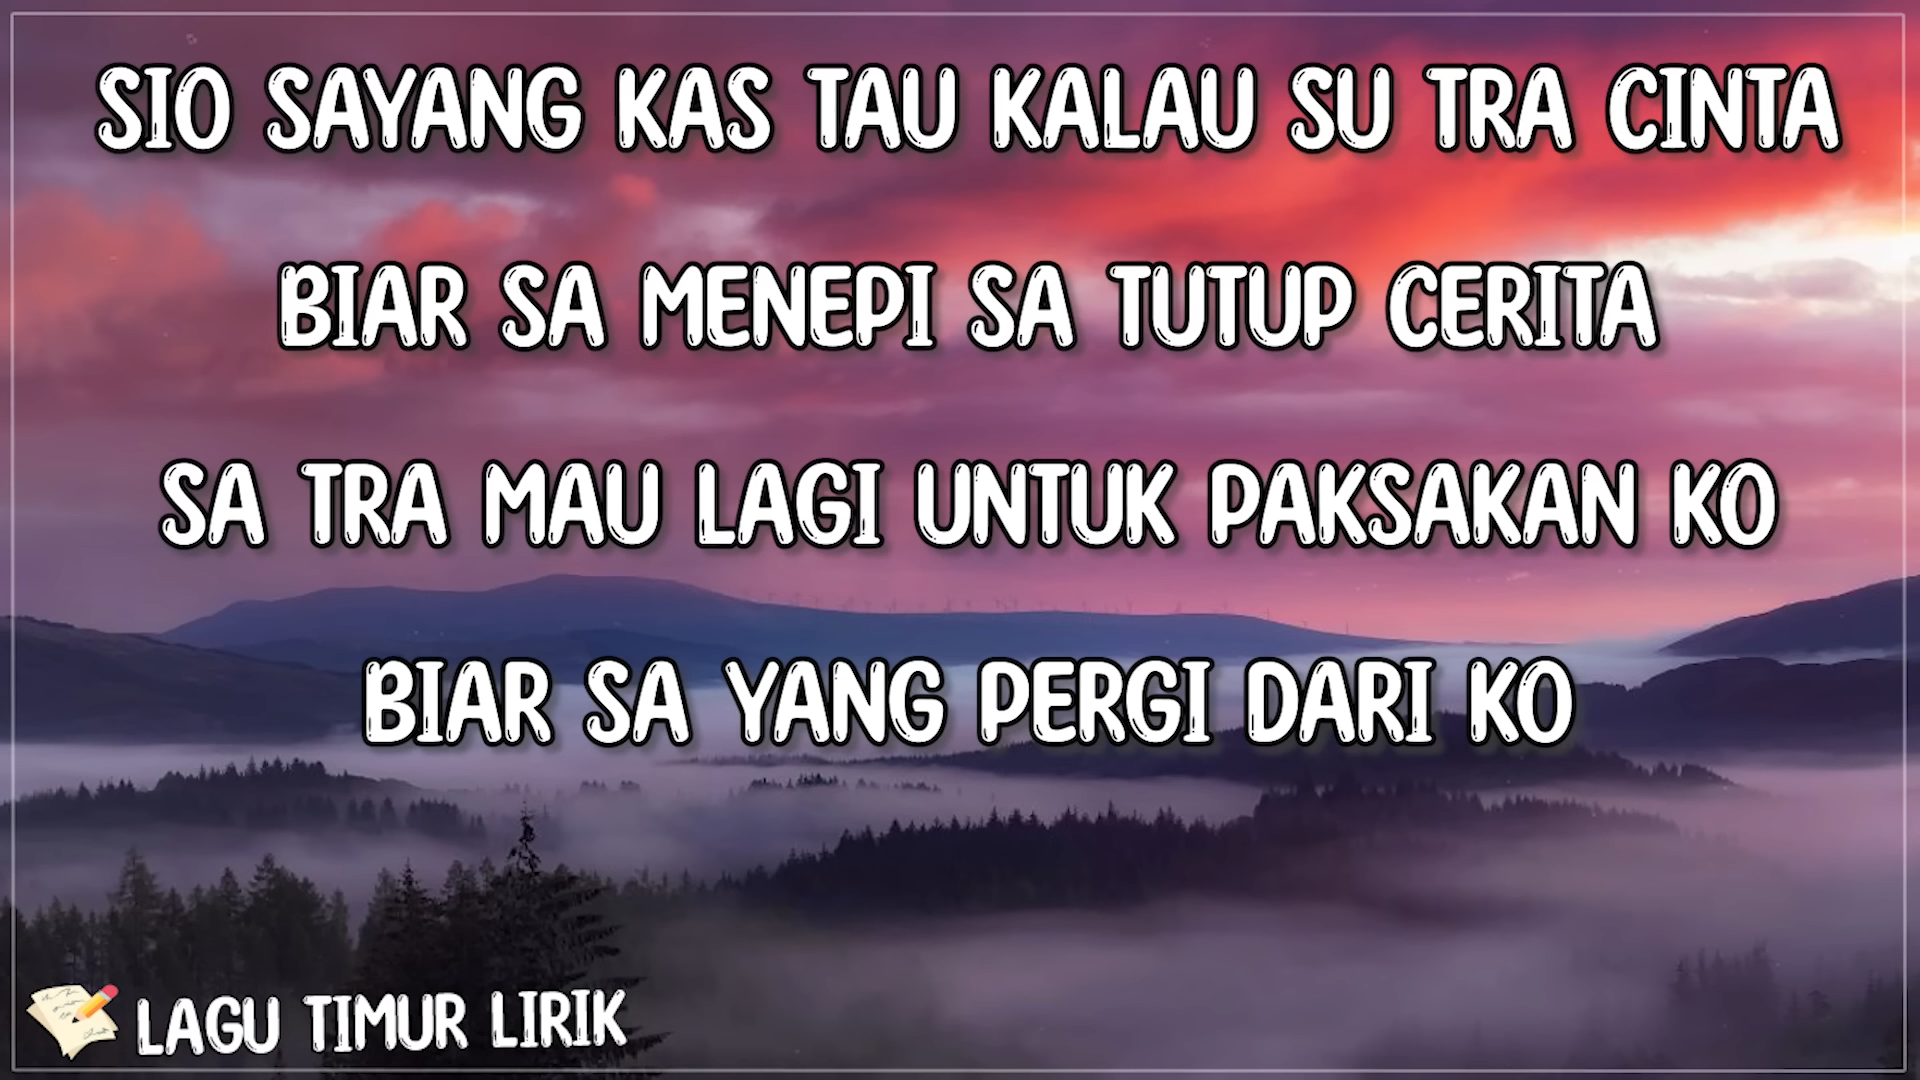 SIO SAYANG KAS TAU KALAU SU TRA CINTA
BIAR SA MENEPI SA TUTUP CERITA
SA TRA MAU LAGI UNTUK PAKSAKAN KO
BIAR SA YANG PERGI DARI KO
LAGU TIMUR LIRIK